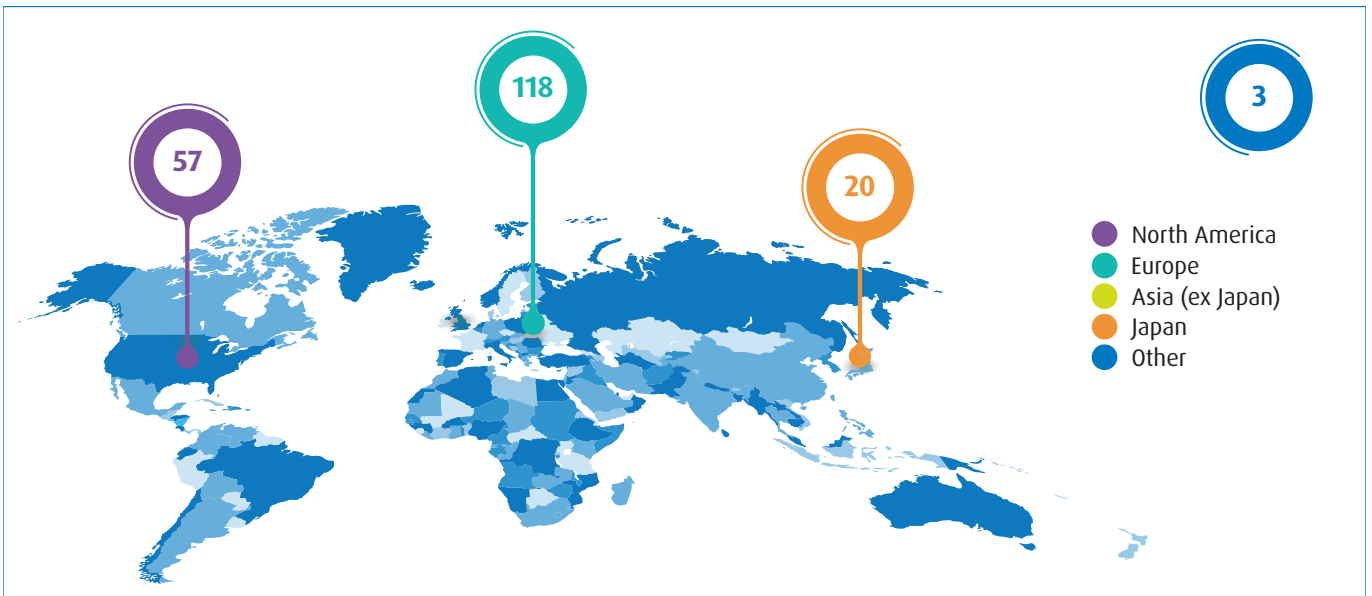 118
3
57
20
North America
Europe
Asia (ex Japan)
Japan
Other